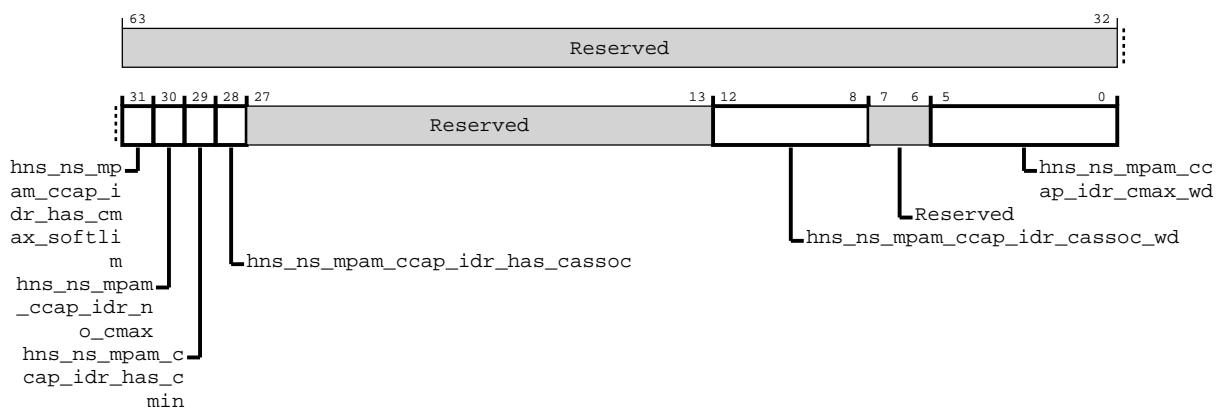 63 32
Reserved
31 30 29 28 27 13 12 8 7 6 5 0
Reserved
hns_ns_mp
am_ccap_i
dr_has_cm
ax_softli
m
hns_ns_mpam
_ccap_idr_n
o_cmax
hns_ns_mpam_c
cap_idr_has_c
min
hns_ns_mpam_ccap_idr_has_cassoc
hns_ns_mpam_ccap_idr_cassoc_wd
Reserved
hns_ns_mpam_cc
ap_idr_cmax_wd